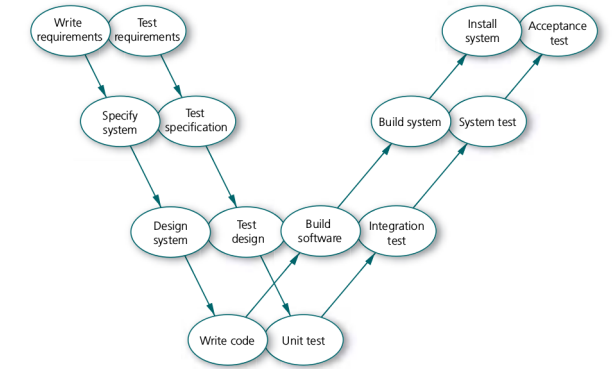 Write
requirements
Test
requirements
Install
system
Acceptance
test
Specify
system
Test
specification
Build system
System test
Design
system
Test
design
Build
software
Integration
test
Write code
Unit test